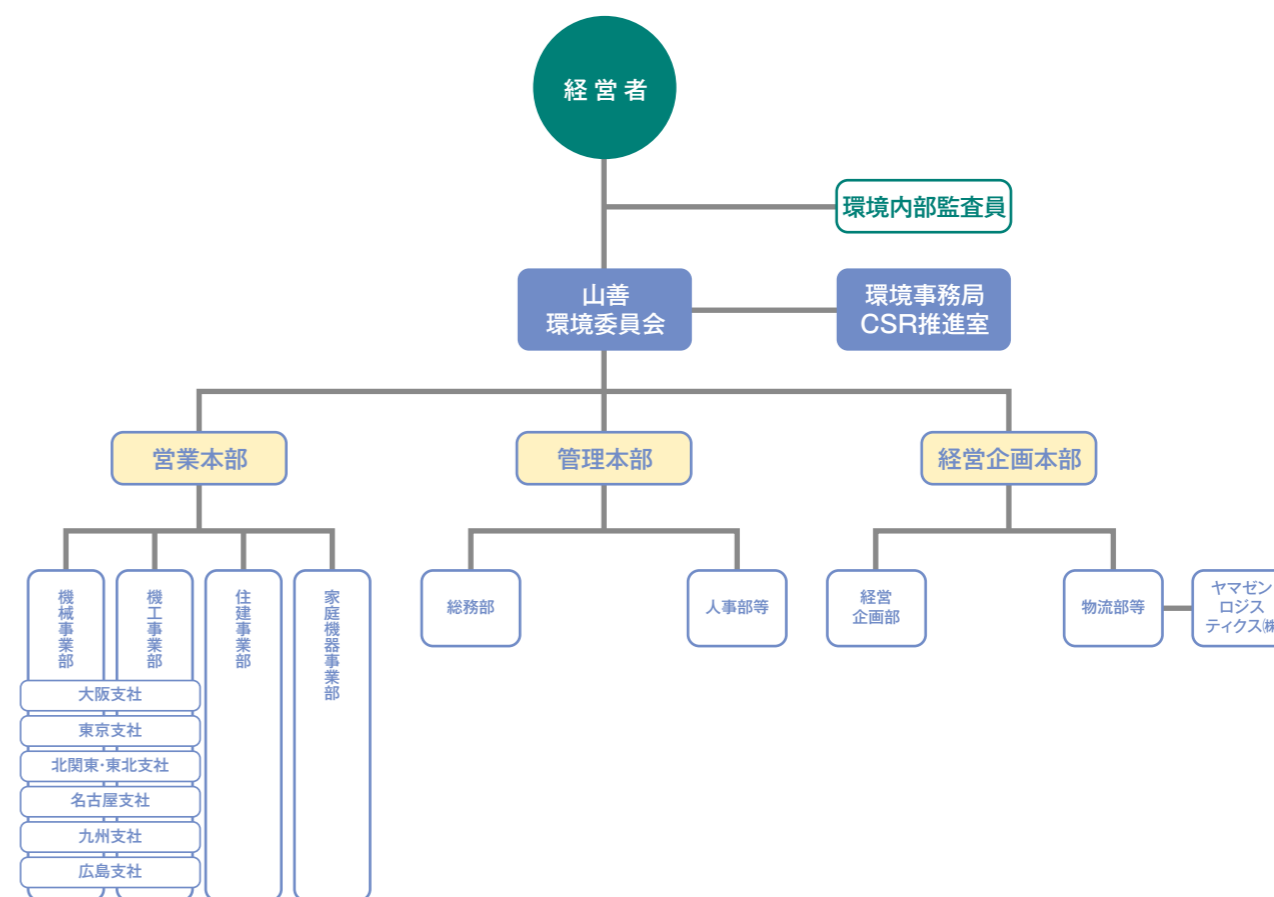 経営者
環境内部監査員
山善
環境委員会
環境事務局
CSR推進室
営業本部
管理本部
経営企画本部
機械事業部
機工事業部
住建事業部
家庭機器事業部
総務部
人事部等
経営
企画部
物流部等
ヤマゼン
ロジス
ティクス㈱
大阪支社
東京支社
北関東・東北支社
名古屋支社
九州支社
広島支社